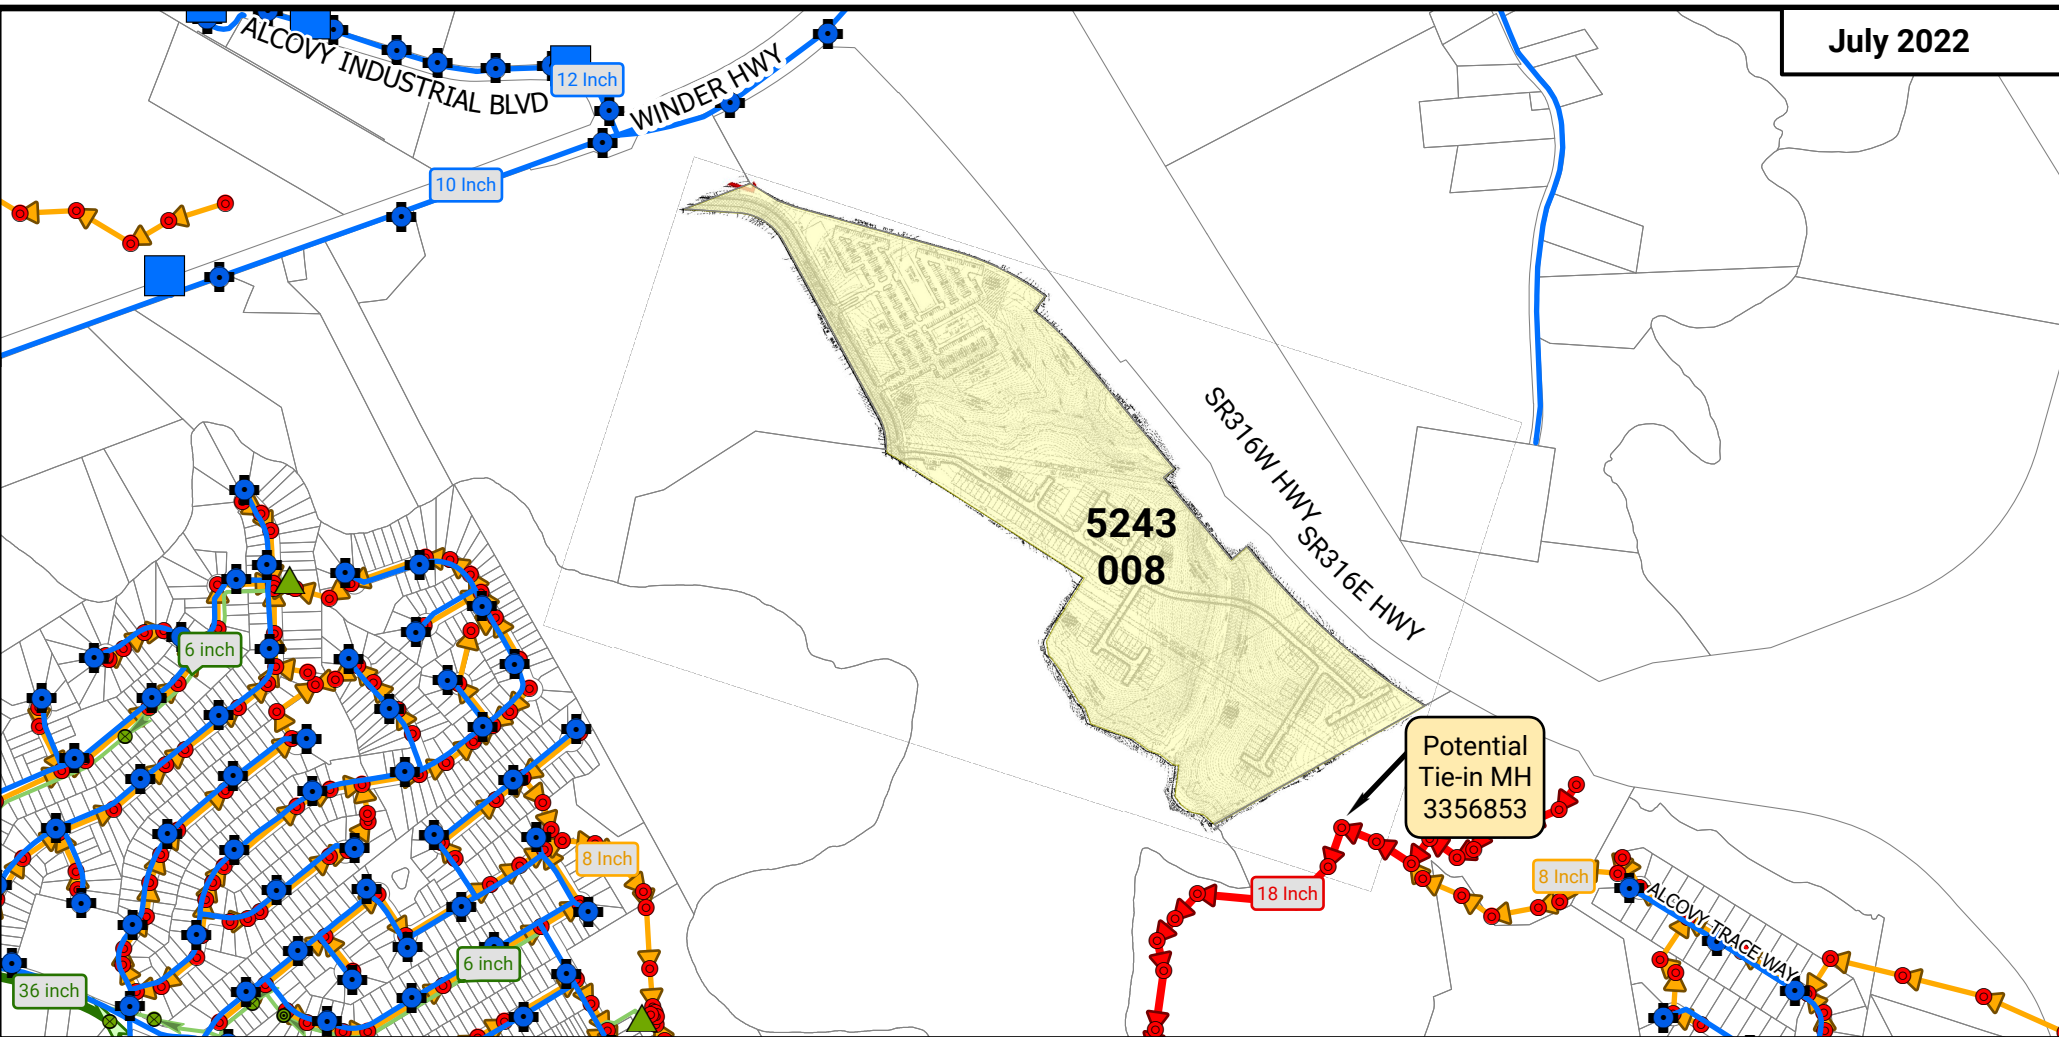 July 2022
ALCOVY INDUSTRIAL BLVD
12 Inch
WINDER HWY
10 Inch
SR316W HWY
SR316E HWY
5243
008
6 inch
Potential
Tie-in MH
3356853
8 Inch
18 Inch
8 Inch
ALCOVY TRACE WAY
6 inch
36 inch